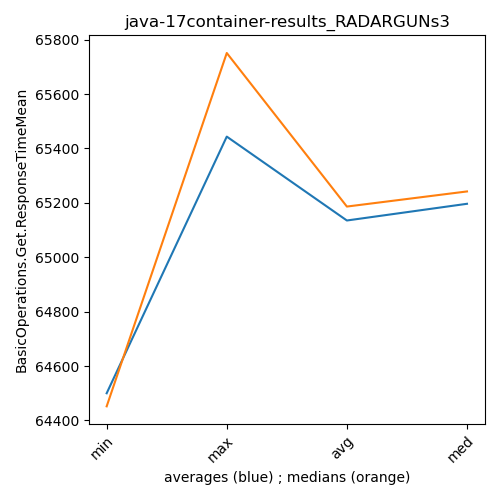 java-17container-results_RADARGUNs3
BasicOperations.Get.ResponseTimeMean
65800
65600
65400
65200
65000
64800
64600
64400
min
max
avg
med
averages (blue) ; medians (orange)